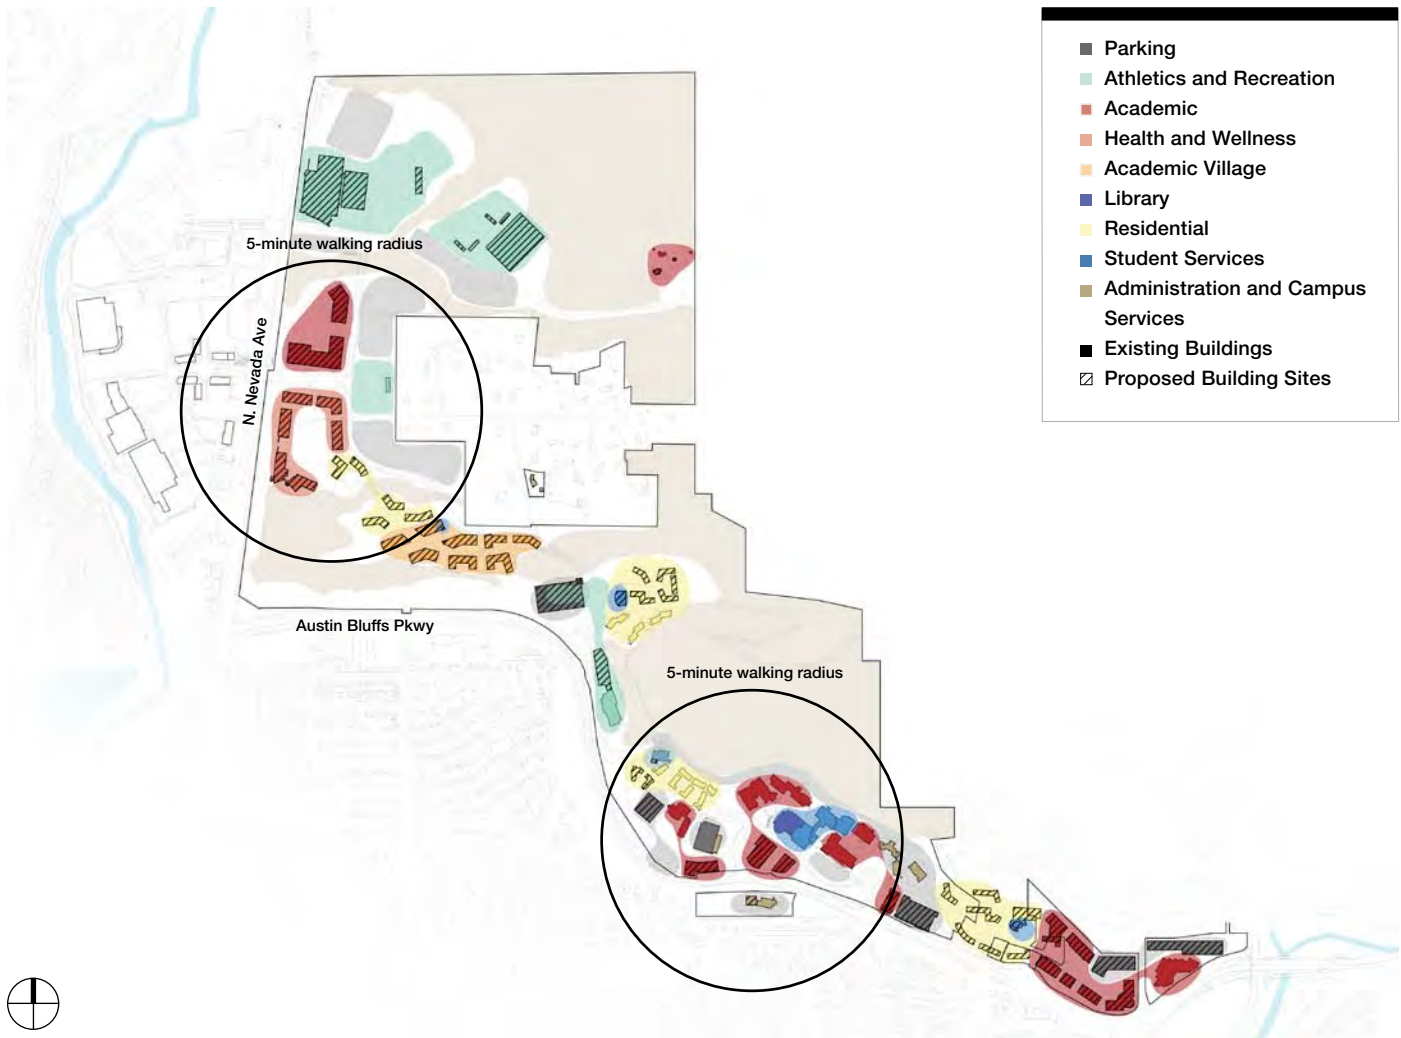 Parking
Athletics and Recreation
Academic
Health and Wellness
Academic Village
Library
Residential
Student Services
Administration and Campus
Services
Existing Buildings
Proposed Building Sites
5-minute walking radius
N. Nevada Ave
Austin Bluffs Pkwy
5-minute walking radius